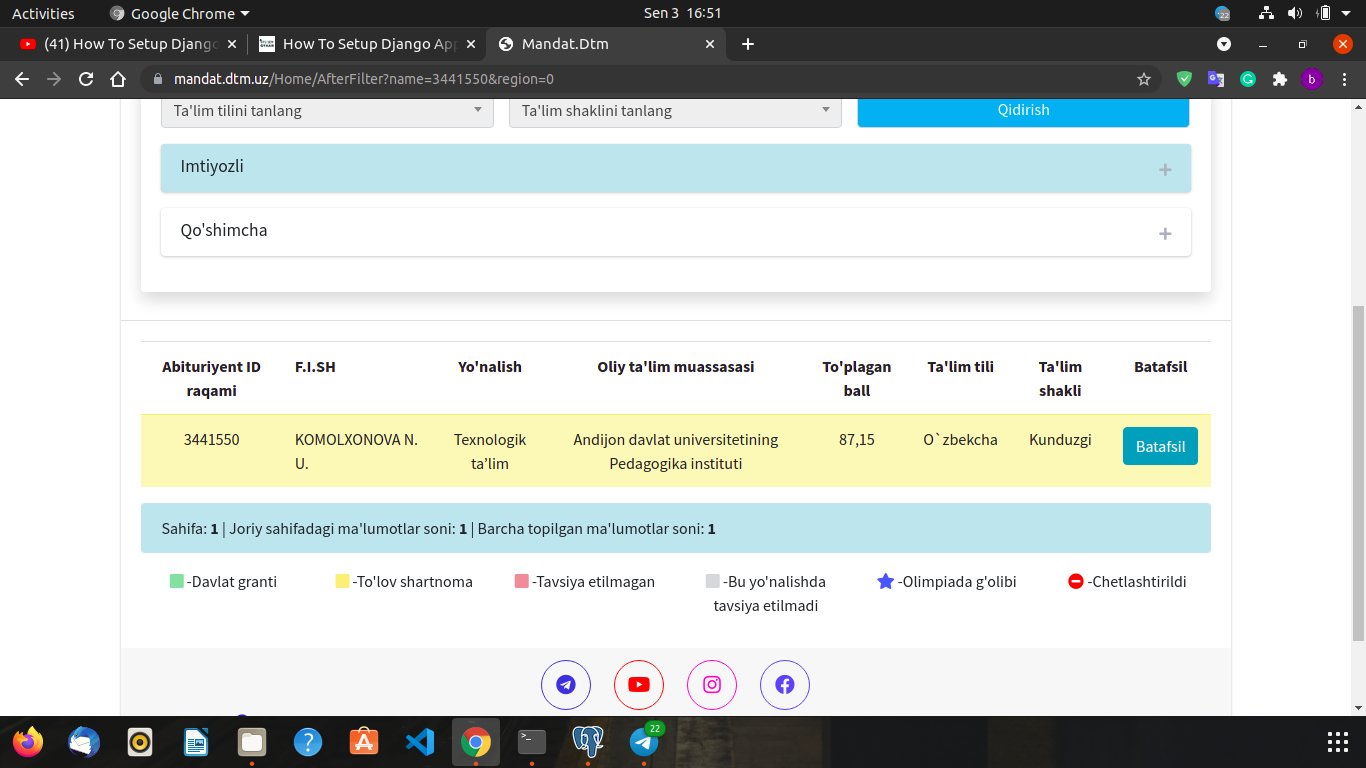 Activities
Google Chrome
Sen 3 16:51
22
(41) How To Setup Django
How To Setup Django App
Mandat.Dtm
mandat.dtm.uz/Home/AfterFilter?name=3441550&region=0
b
Ta'lim tilini tanlang
Ta'lim shaklini tanlang
Qidirish
Imtiyozli
Qo'shimcha
Abituriyent ID raqami
F.I.SH
Yo'nalish
Oliy ta'lim muassasasi
To'plagan ball
Ta'lim tili
Ta'lim shakli
Batafsil
3441550
KOMOLXONOVA N. U.
Texnologik ta’lim
Andijon davlat universitetining Pedagogika instituti
87,15
O`zbekcha
Kunduzgi
Batafsil
Sahifa: 1 | Joriy sahifadagi ma'lumotlar soni: 1 | Barcha topilgan ma'lumotlar soni: 1
-Davlat granti
-To'lov shartnoma
-Tavsiya etilmagan
-Bu yo'nalishda tavsiya etilmadi
-Olimpiada g'olibi
-Chetlashtirildi
22